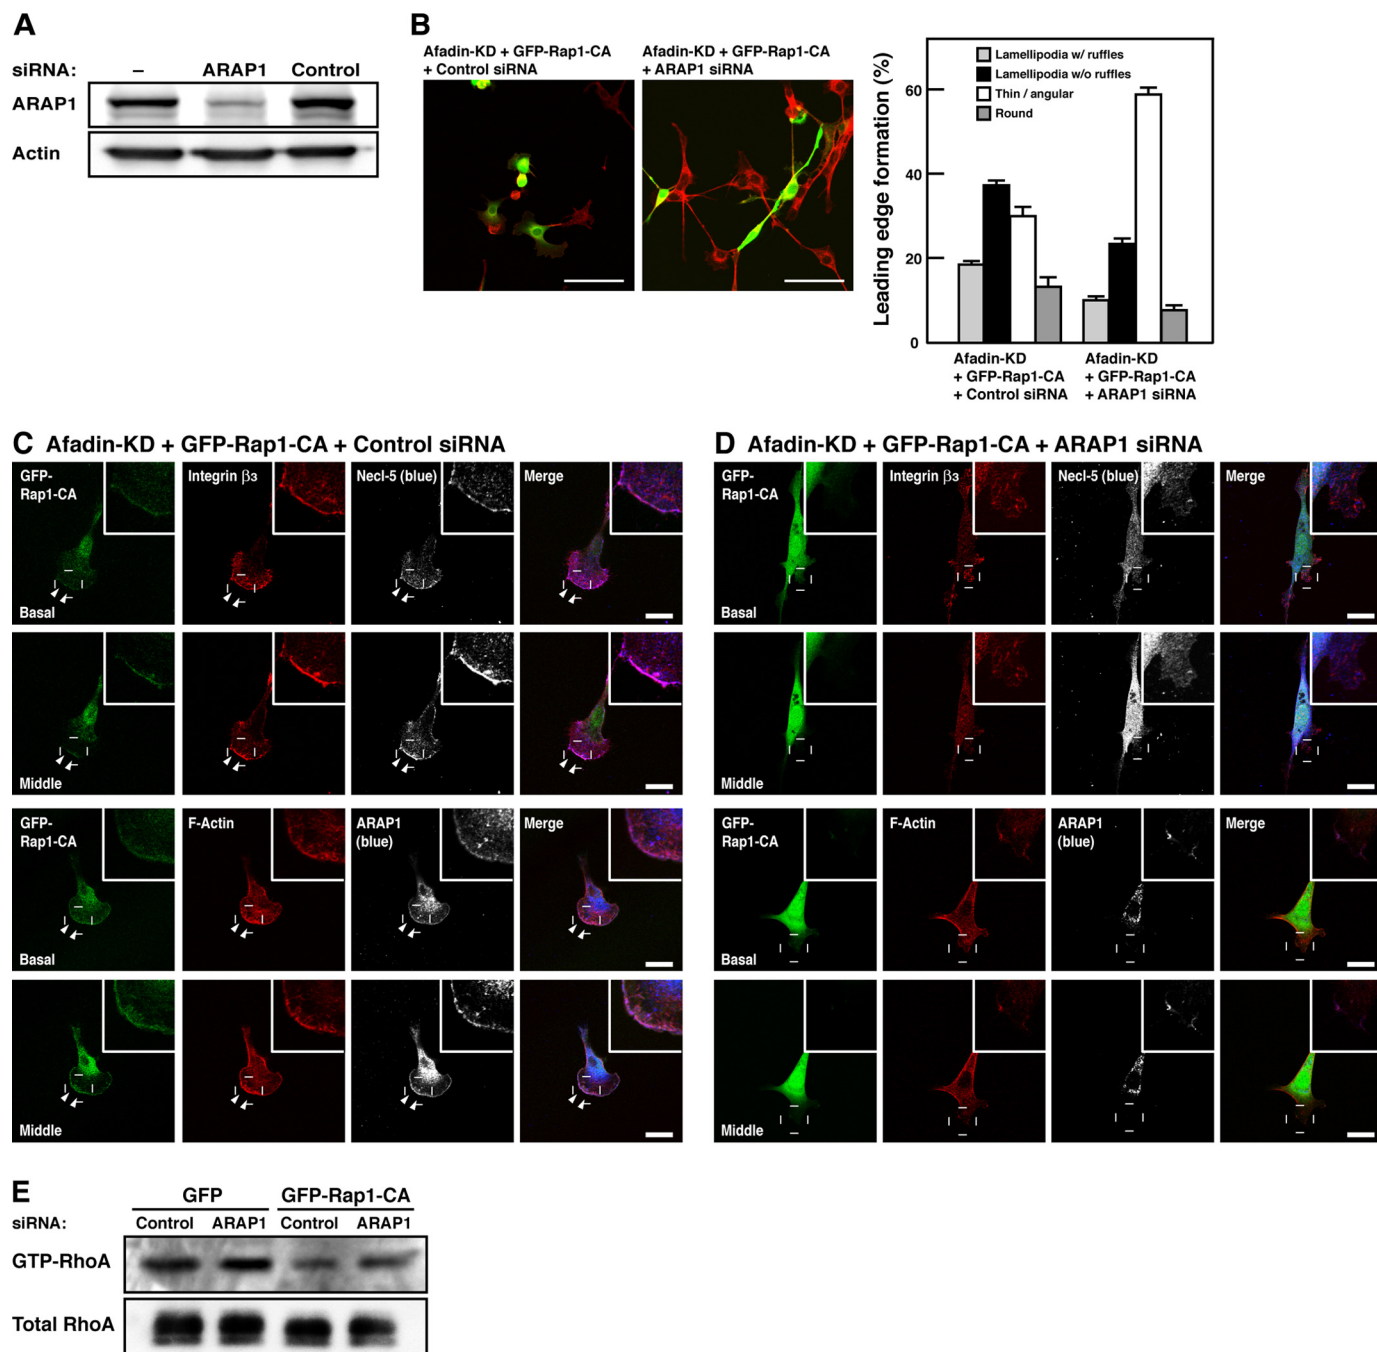 A
siRNA: – ARAP1 Control
ARAP1
Actin
B
Afadin-KD + GFP-Rap1-CA
+ Control siRNA
Afadin-KD + GFP-Rap1-CA
+ ARAP1 siRNA
Leading edge formation (%)
60
40
20
0
Lamellipodia w/ ruffles
Lamellipodia w/o ruffles
Thin / angular
Round
Afadin-KD
+ GFP-Rap1-CA
+ Control siRNA
Afadin-KD
+ GFP-Rap1-CA
+ ARAP1 siRNA
C Afadin-KD + GFP-Rap1-CA + Control siRNA
GFP-
Rap1-CA
Integrin β3
Necl-5 (blue)
Merge
Basal
Middle
GFP-
Rap1-CA
F-Actin
ARAP1
(blue)
Merge
Basal
Middle
D Afadin-KD + GFP-Rap1-CA + ARAP1 siRNA
GFP-
Rap1-CA
Integrin β3
Necl-5 (blue)
Merge
Basal
Middle
GFP-
Rap1-CA
F-Actin
ARAP1
(blue)
Merge
Basal
Middle
E
GFP GFP-Rap1-CA
siRNA: Control ARAP1 Control ARAP1
GTP-RhoA
Total RhoA